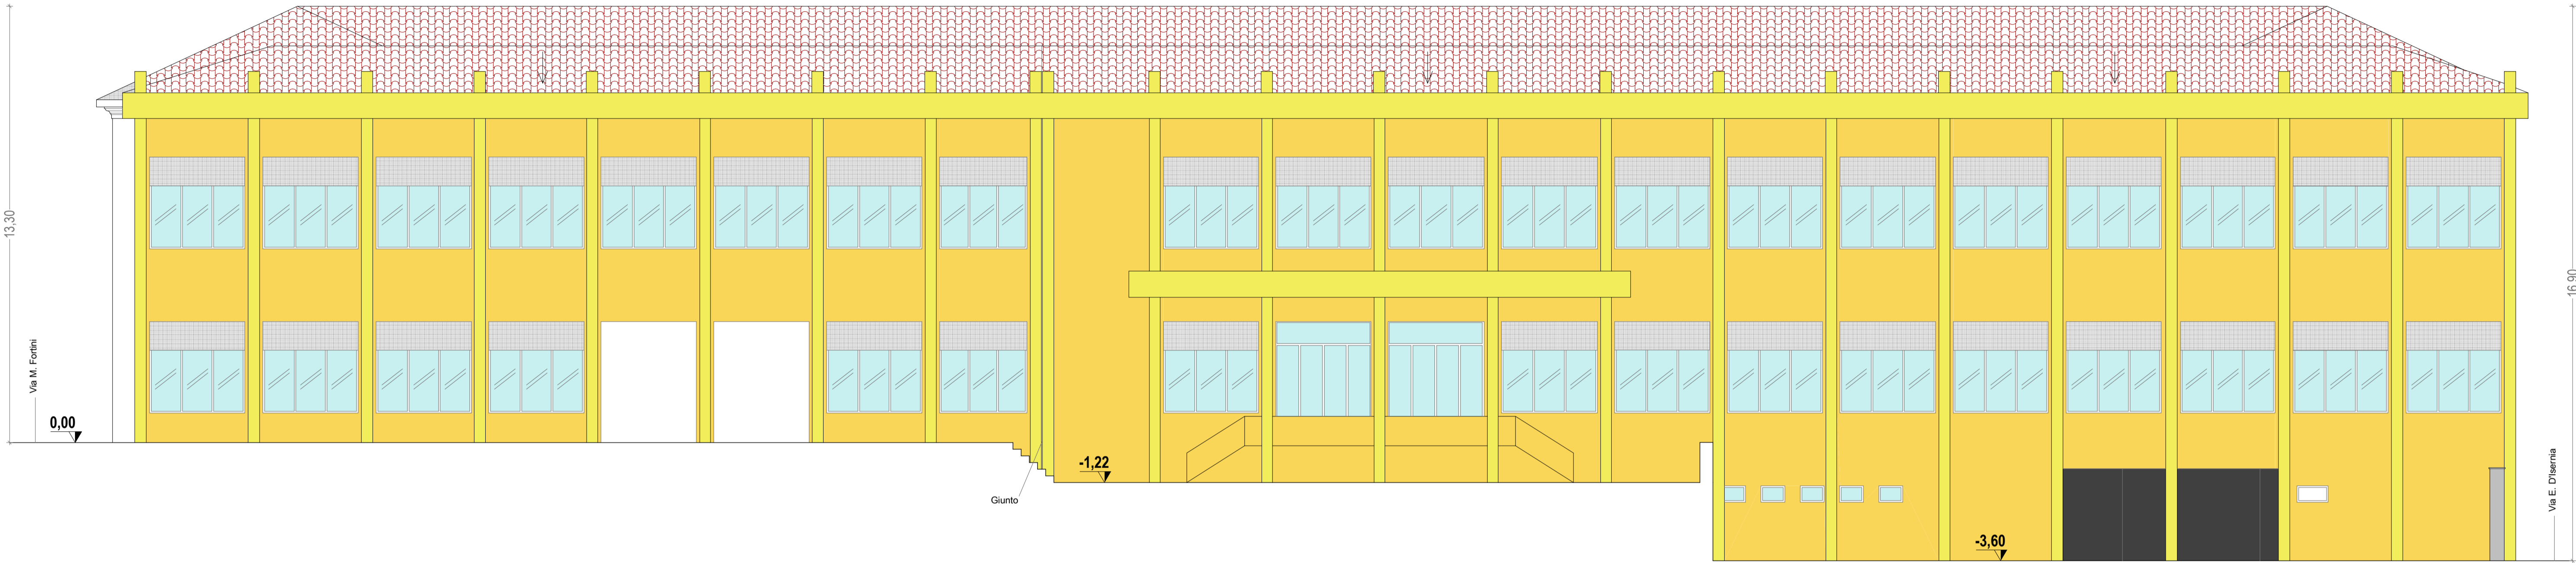 13,30
Via M. Fortini
0,00
Giunto
-1,22
-3,60
Via E. D'Isernia
16,90